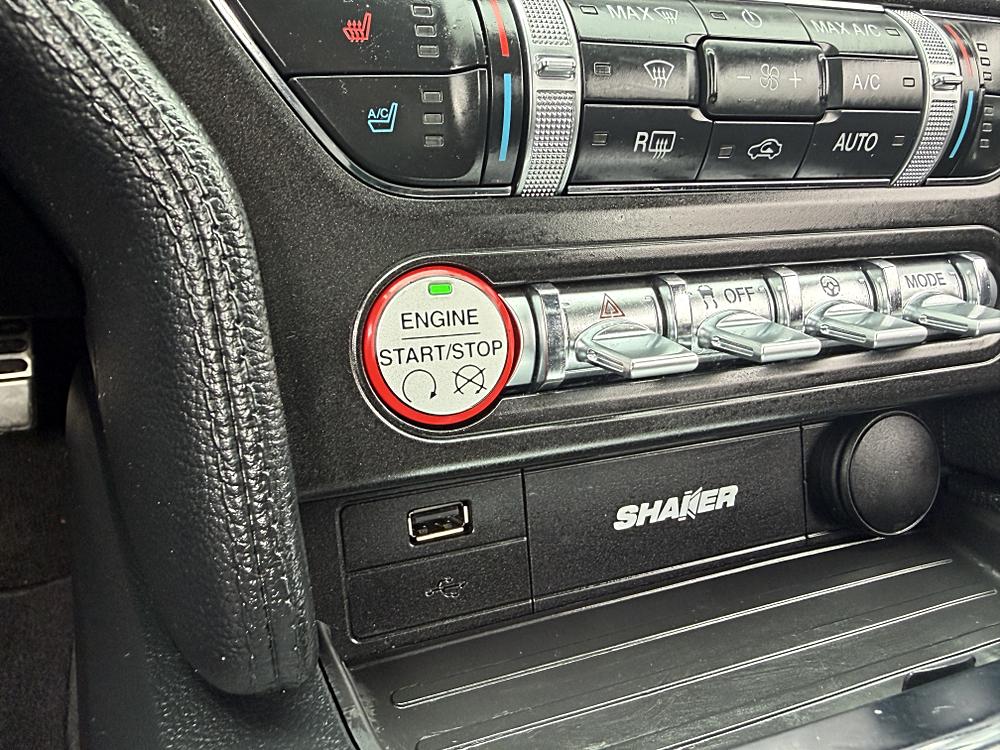 MAX
MAX A/C
A/C
- +
A/C
R
AUTO
ENGINE
START/STOP
OFF
MODE
SHAKER